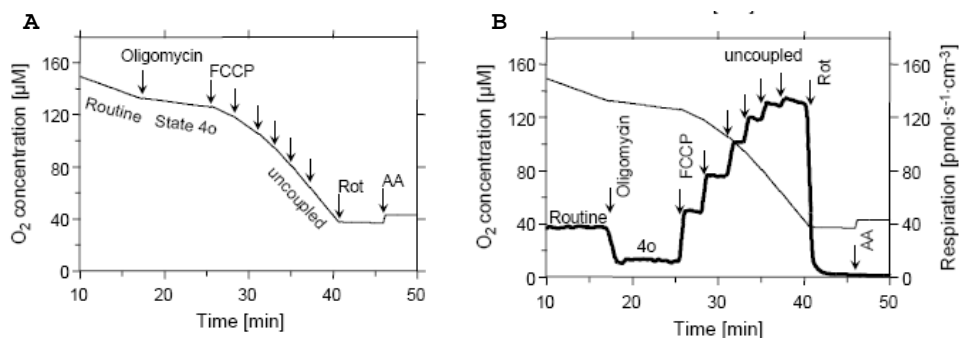 A
O2 concentration [µM]
160
120
80
40
0
Oligomycin
FCCP
Routine State 4o
uncoupled
Rot
AA
10 20 30 40 50
Time [min]
B
O2 concentration [µM]
160
120
80
40
0
uncoupled
Oligomycin
FCCP
Rot
Routine
4o
AA
160
120
80
40
0
Respiration [pmol·s-1·cm-3]
10 20 30 40 50
Time [min]